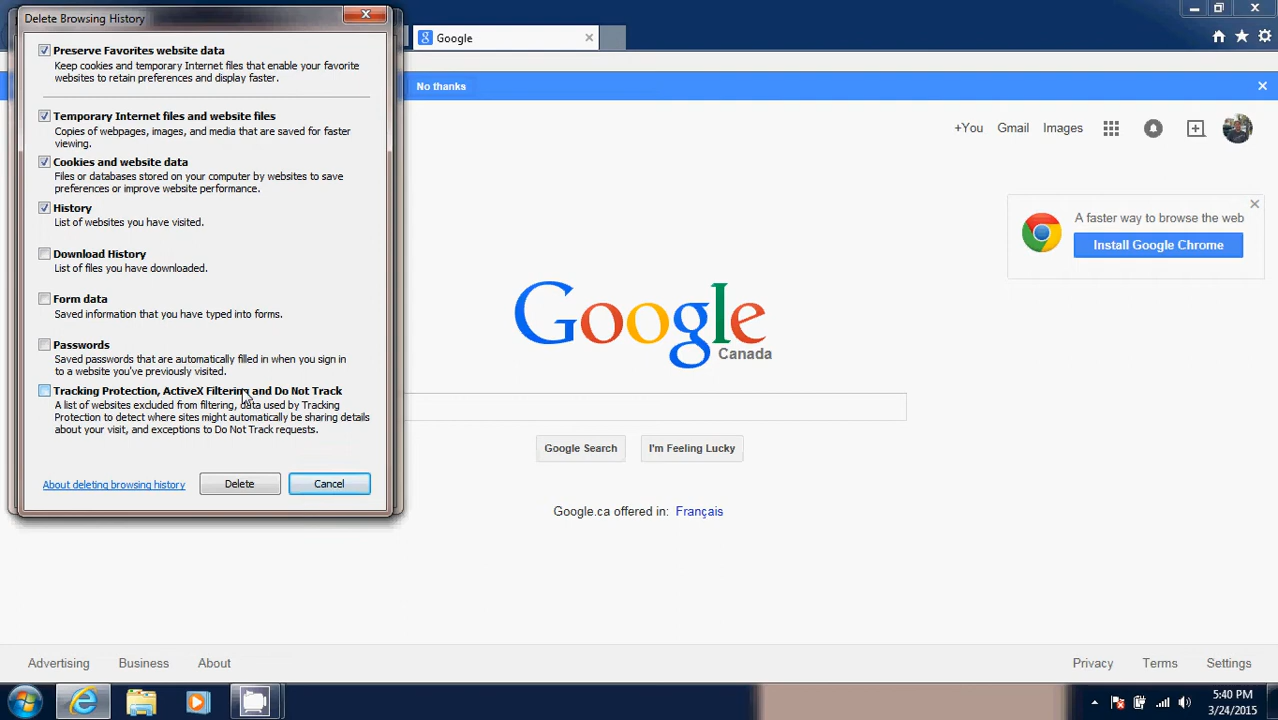 Delete Browsing History
Preserve Favorites website data
Keep cookies and temporary Internet files that enable your favorite
websites to retain preferences and display faster.
Temporary Internet files and website files
Copies of webpages, images, and media that are saved for faster
viewing.
Cookies and website data
Files or databases stored on your computer by websites to save
preferences or improve website performance.
History
List of websites you have visited.
Download History
List of files you have downloaded.
Form data
Saved information that you have typed into forms.
Passwords
Saved passwords that are automatically filled in when you sign in
to a website you've previously visited.
Tracking Protection, ActiveX Filtering and Do Not Track
A list of websites excluded from filtering, data used by Tracking
Protection to detect where sites might automatically be sharing details
about your visit, and exceptions to Do Not Track requests.
About deleting browsing history
Delete
Cancel
Google
No thanks
+You
Gmail
Images
A faster way to browse the web
Install Google Chrome
Google
Canada
Google Search
I'm Feeling Lucky
Google.ca offered in: Français
Advertising
Business
About
Privacy
Terms
Settings
5:40 PM
3/24/2015